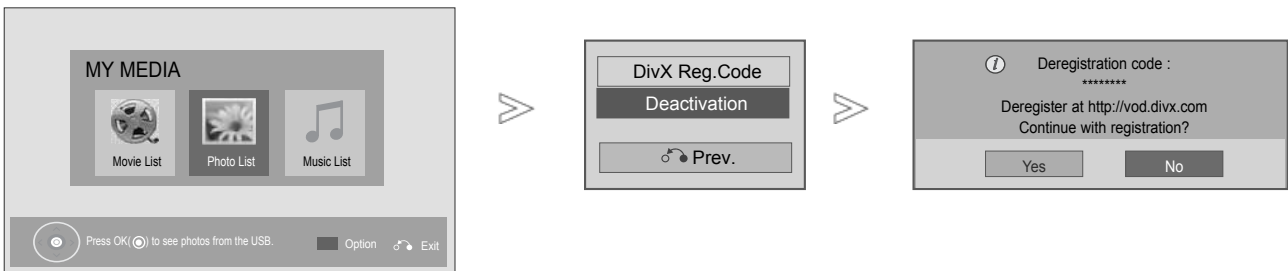 MY MEDIA
Movie List
Photo List
Music List
Press OK( ) to see photos from the USB.
Option
Exit
DivX Reg.Code
Deactivation
Prev.
Deregistration code :
********
Deregister at http://vod.divx.com
Continue with registration?
Yes
No